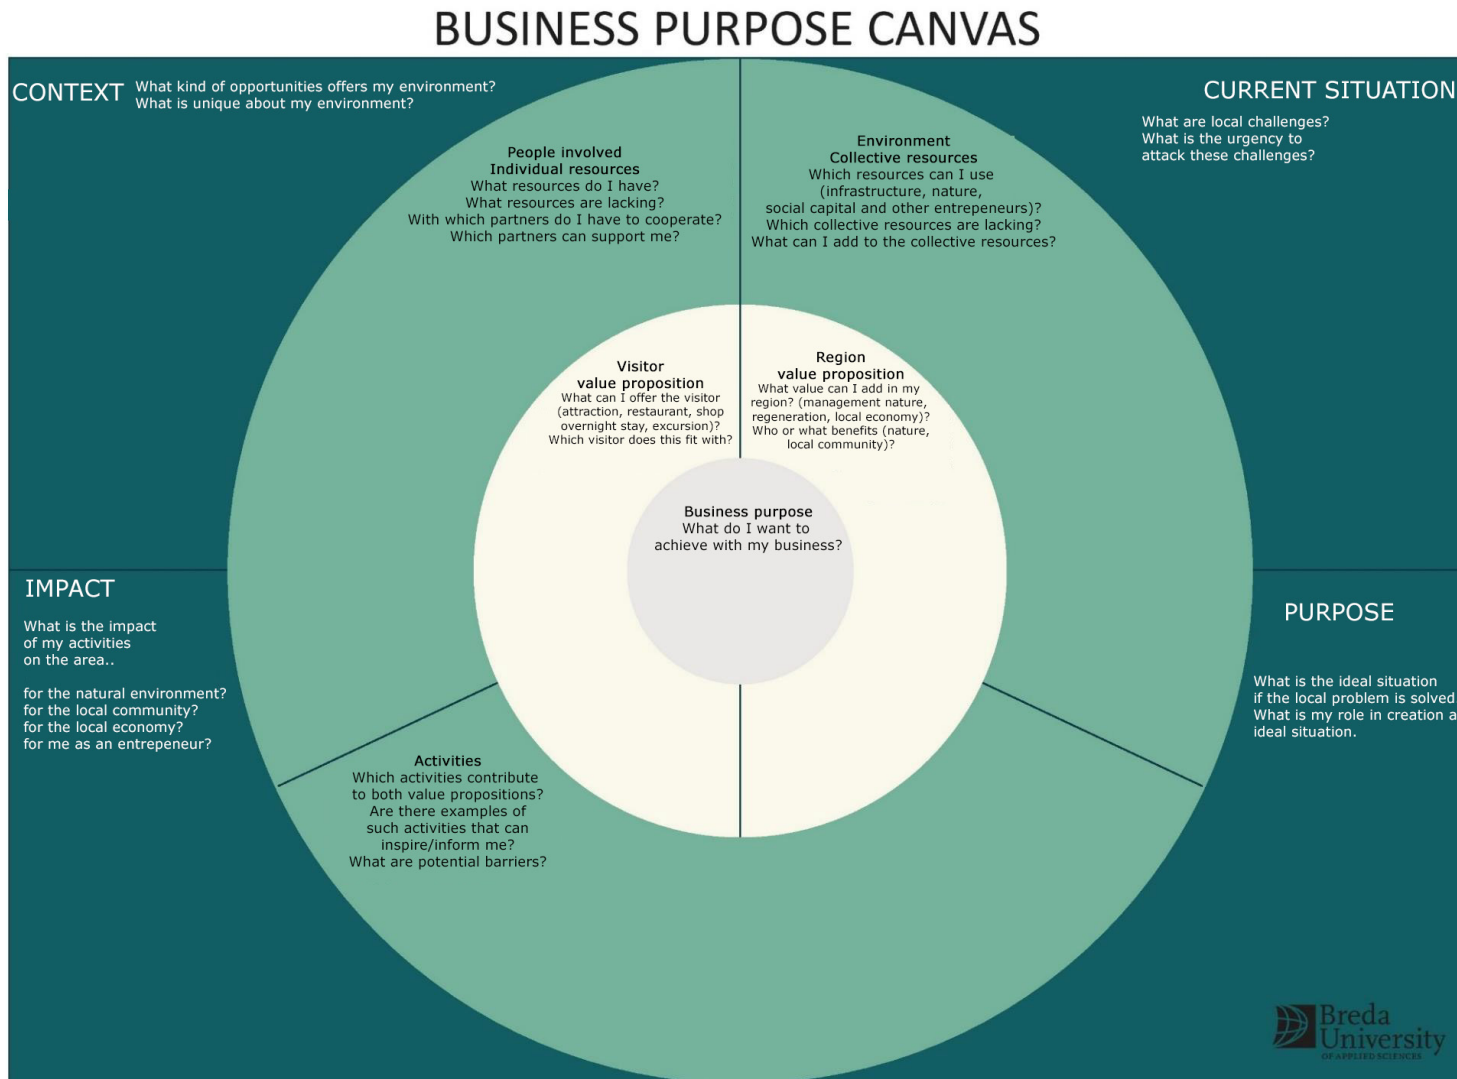 BUSINESS PURPOSE CANVAS
CONTEXT
What kind of opportunities offers my environment?
What is unique about my environment?
CURRENT SITUATION
What are local challenges?
What is the urgency to
attack these challenges?
People involved
Individual resources
What resources do I have?
What resources are lacking?
With which partners do I have to cooperate?
Which partners can support me?
Environment
Collective resources
Which resources can I use
(infrastructure, nature,
social capital and other entrepeneurs)?
Which collective resources are lacking?
What can I add to the collective resources?
Visitor
value proposition
What can I offer the visitor
(attraction, restaurant, shop
overnight stay, excursion)?
Which visitor does this fit with?
Region
value proposition
What value can I add in my
region? (management nature,
regeneration, local economy)?
Who or what benefits (nature,
local community)?
Business purpose
What do I want to
achieve with my business?
IMPACT
What is the impact
of my activities
on the area..
for the natural environment?
for the local community?
for the local economy?
for me as an entrepeneur?
PURPOSE
What is the ideal situation
if the local problem is solved
What is my role in creation a
ideal situation.
Activities
Which activities contribute
to both value propositions?
Are there examples of
such activities that can
inspire/inform me?
What are potential barriers?
Breda
University
OF APPLIED SCIENCES